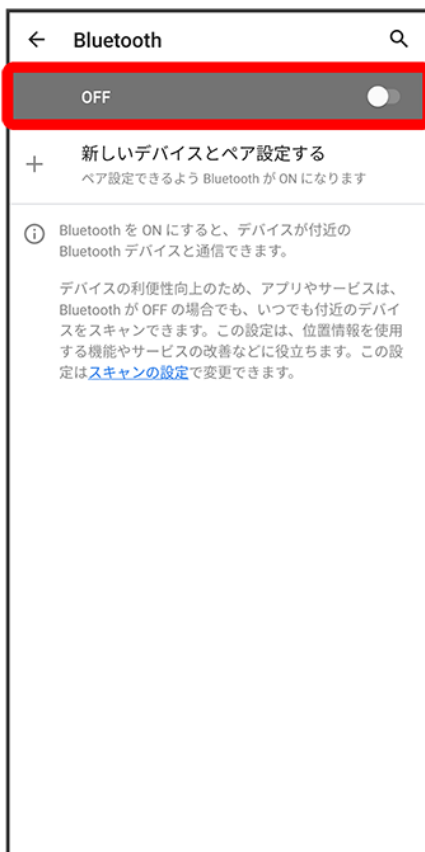 Bluetooth
OFF
新しいデバイスとペア設定する
ペア設定できるよう Bluetooth が ON になります
Bluetooth を ON にすると、デバイスが付近の
Bluetooth デバイスと通信できます。
デバイスの利便性向上のため、アプリやサービスは、
Bluetooth が OFF の場合でも、いつでも付近のデバイ
スをスキャンできます。この設定は、位置情報を使用
する機能やサービスの改善などに役立ちます。この設
定はスキャンの設定で変更できます。